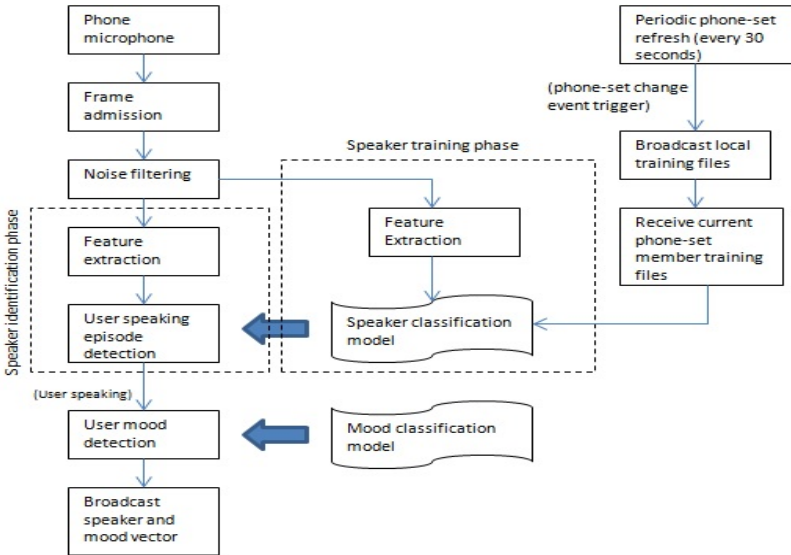 Phone
microphone
Frame
admission
Noise filtering
Speaker identification phase
Feature
extraction
User speaking
episode
detection
(User speaking)
User mood
detection
Broadcast
speaker and
mood vector
Speaker training phase
Feature
Extraction
Speaker classification
model
Mood classification
model
Periodic phone-set
refresh (every 30
seconds)
(phone-set change
event trigger)
Broadcast local
training files
Receive current
phone-set
member training
files